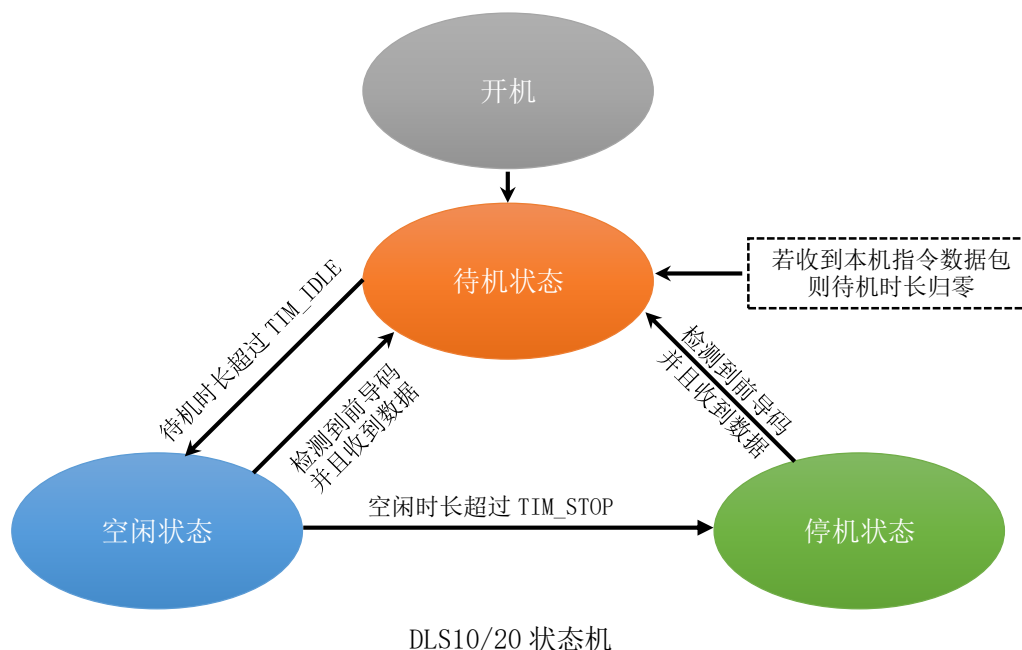 开机
待机状态
若收到本机指令数据包
则待机时长归零
待机时长超过 TIM_IDLE
检测到前导码
并且收到数据
检测到前导码
并且收到数据
空闲状态
空闲时长超过 TIM_STOP
停机状态
DLS10/20 状态机